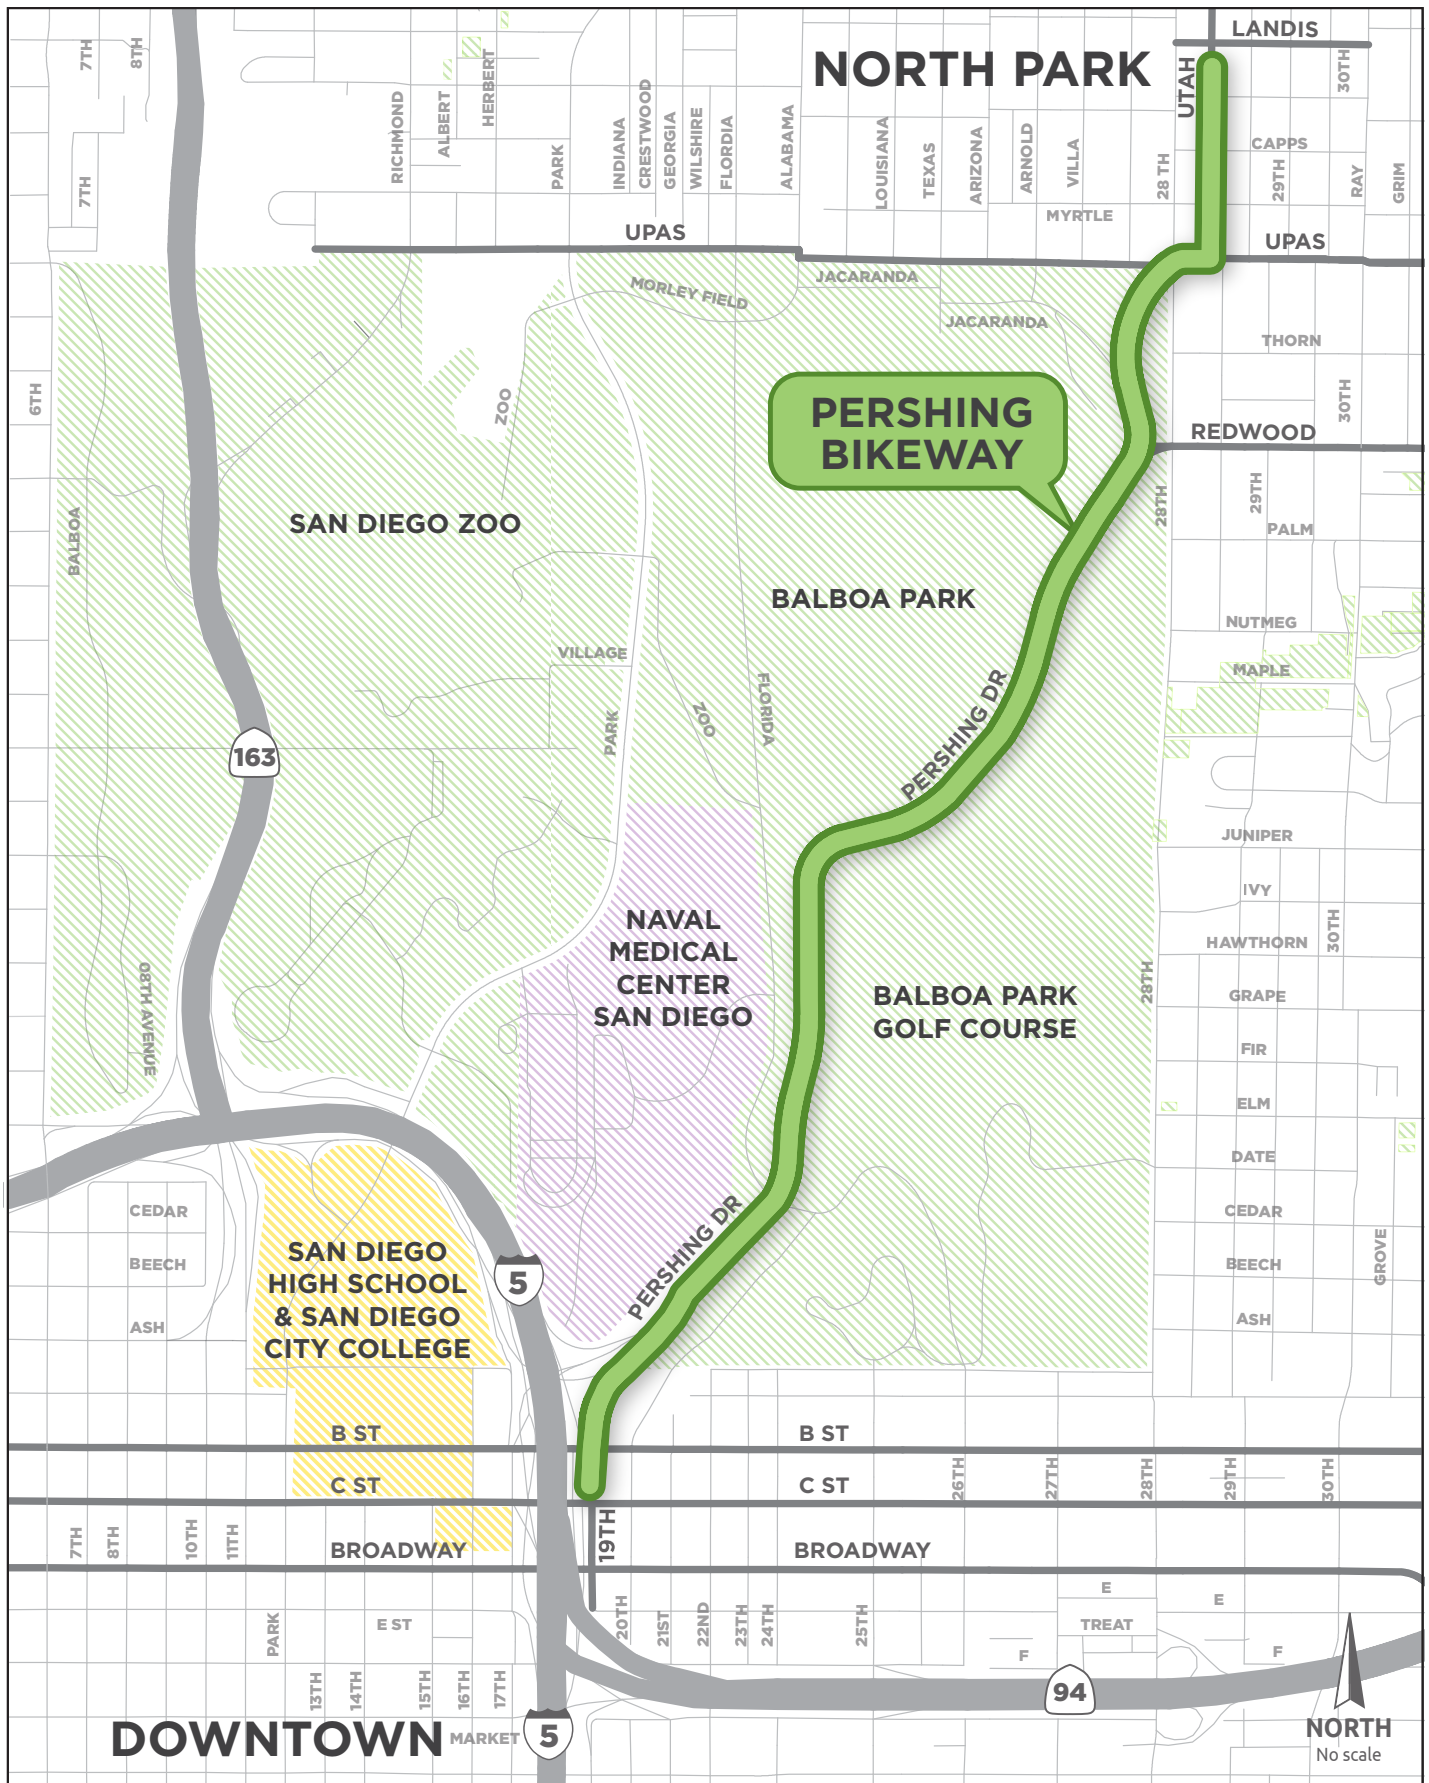 LANDIS
NORTH PARK
7TH
8TH
HERBERT
UTAH
30TH
RICHMOND
ALBERT
PARK
INDIANA
CRESTWOOD
GEORGIA
WILSHIRE
FLORDIA
ALABAMA
LOUISIANA
TEXAS
ARIZONA
ARNOLD
VILLA
28 TH
CAPPS
29TH
RAY
GRIM
7TH
MYRTLE
UPAS
UPAS
JACARANDA
MORLEY FIELD
JACARANDA
THORN
6TH
ZOO
30TH
PERSHING
BIKEWAY
REDWOOD
SAN DIEGO ZOO
BALBOA
28TH
29TH
PALM
BALBOA PARK
NUTMEG
VILLAGE
MAPLE
PARK
ZOO
FLORIDA
PERSHING DR
163
JUNIPER
IVY
NAVAL
MEDICAL
CENTER
SAN DIEGO
HAWTHORN
30TH
08TH AVENUE
28TH
BALBOA PARK
GOLF COURSE
GRAPE
FIR
ELM
DATE
CEDAR
CEDAR
PERSHING DR
SAN DIEGO
HIGH SCHOOL
& SAN DIEGO
CITY COLLEGE
BEECH
5
BEECH
GROVE
ASH
ASH
B ST
B ST
C ST
C ST
26TH
27TH
28TH
29TH
30TH
7TH
8TH
10TH
11TH
19TH
BROADWAY
BROADWAY
E
E
PARK
E ST
20TH
21ST
22ND
23TH
24TH
25TH
TREAT
F
F
13TH
14TH
15TH
16TH
17TH
94
DOWNTOWN
MARKET
5
NORTH
No scale